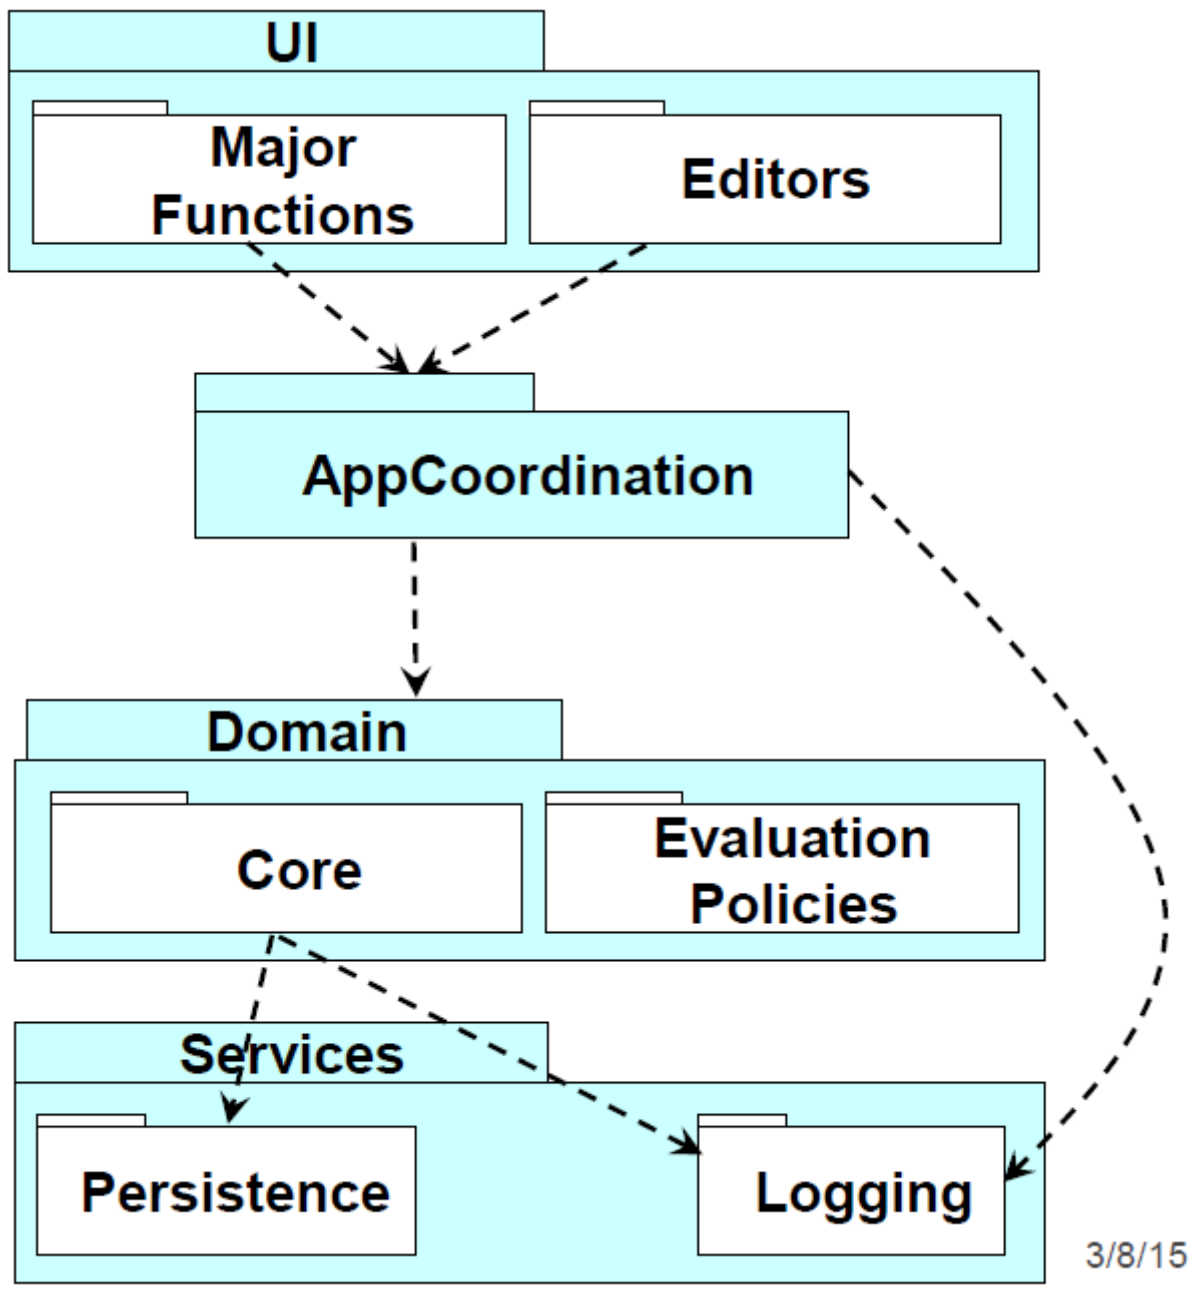 UI
Major
Functions
Editors
AppCoordination
Domain
Core
Evaluation
Policies
Services
Persistence
Logging
3/8/15